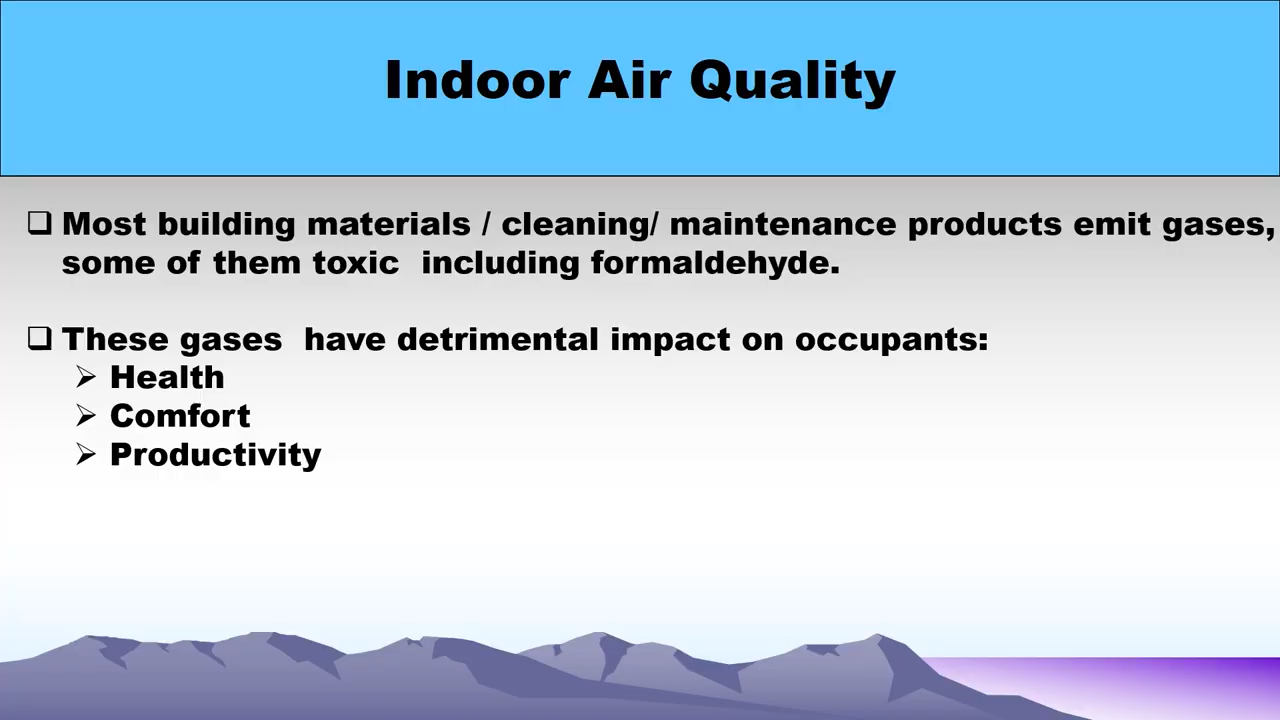 Indoor Air Quality
❑ Most building materials / cleaning/ maintenance products emit gases,
some of them toxic  including formaldehyde.
❑ These gases  have detrimental impact on occupants:
➢ Health
➢ Comfort
➢ Productivity